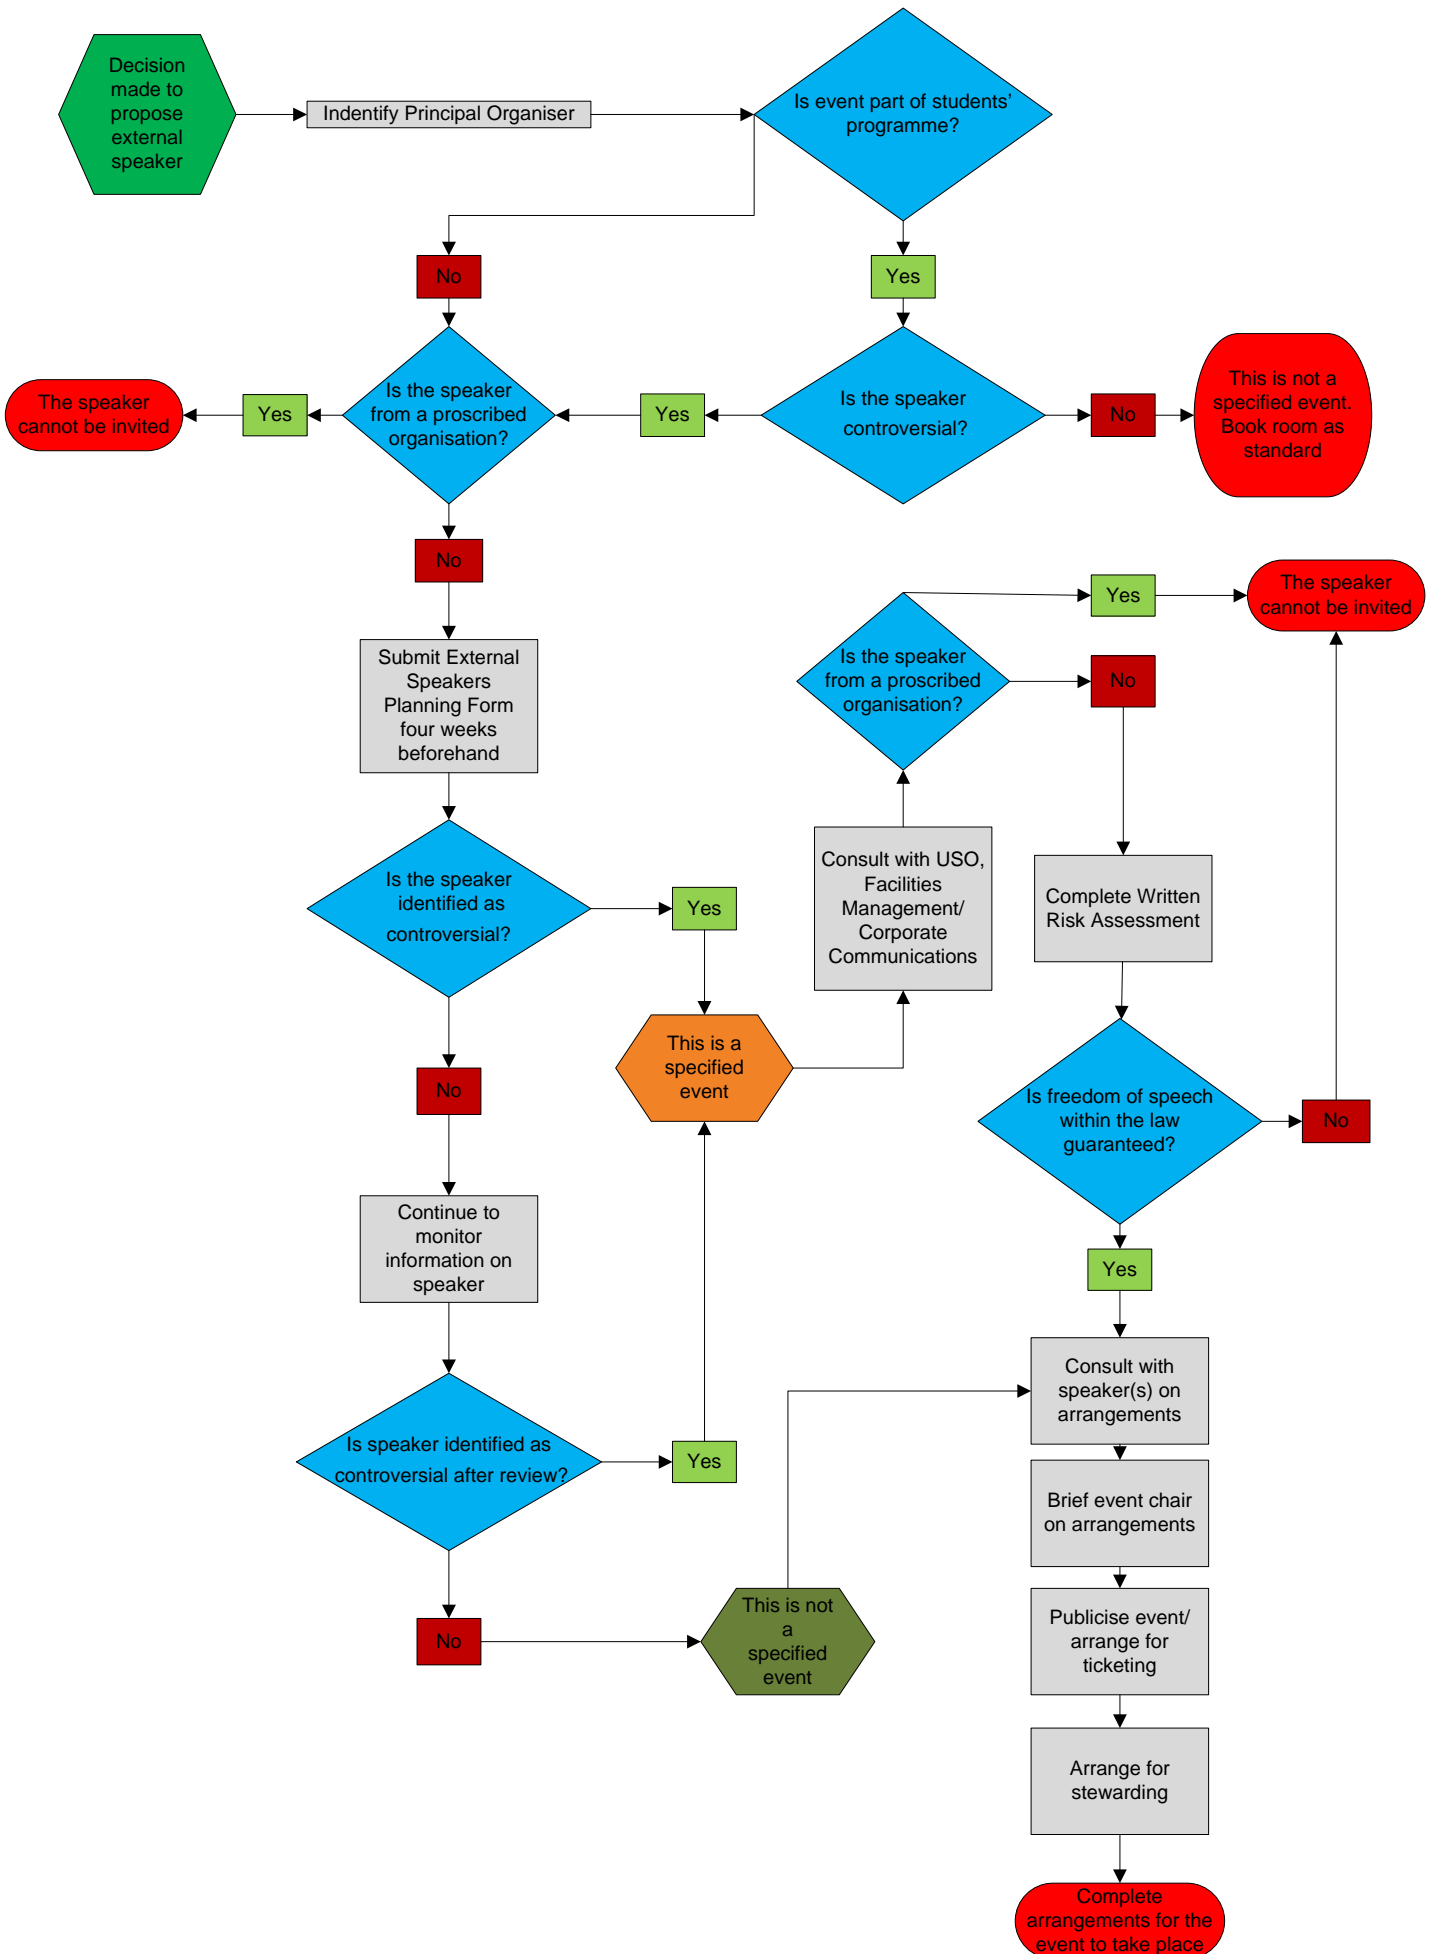 Decision
made to
propose
external
speaker
Indentify Principal Organiser
Is event part of students’
programme?
No
Yes
The speaker
cannot be invited
Yes
Is the speaker
from a proscribed
organisation?
Yes
Is the speaker
controversial?
No
This is not a
specified event.
Book room as
standard
No
Submit External
Speakers
Planning Form
four weeks
beforehand
Is the speaker
from a proscribed
organisation?
Yes
The speaker
cannot be invited
No
Is the speaker
identified as
controversial?
Yes
Consult with USO,
Facilities
Management/
Corporate
Communications
Complete Written
Risk Assessment
No
This is a
specified
event
Is freedom of speech
within the law
guaranteed?
No
Continue to
monitor
information on
speaker
Yes
Is speaker identified as
controversial after review?
Yes
Consult with
speaker(s) on
arrangements
Brief event chair
on arrangements
No
This is not
a
specified
event
Publicise event/
arrange for
ticketing
Arrange for
stewarding
Complete
arrangements for the
event to take place